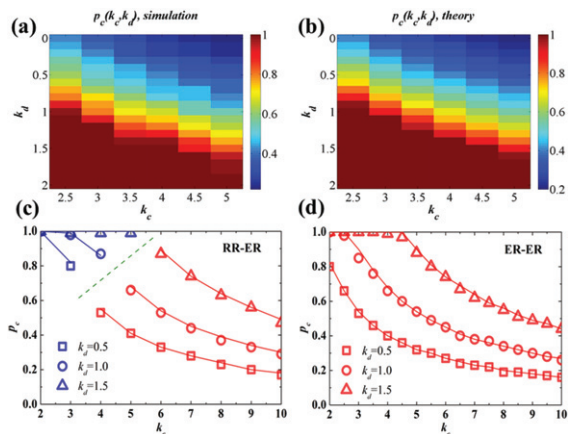 p_c(k_c,k_d), simulation
p_c(k_c,k_d), theory
(a)
(b)
k_d
0
0.5
1
1.5
2
2.5 3 3.5 4 4.5 5
k_c
1
0.8
0.6
0.4
k_d
0
0.5
1
1.5
2
2.5 3 3.5 4 4.5 5
k_c
1
0.8
0.6
0.4
0.2
(c)
(d)
p_c
1.0
0.8
0.6
0.4
0.2
0.0
RR-ER
k_d=0.5
k_d=1.0
k_d=1.5
2 3 4 5 6 7 8 9 10
k_c
p_c
1.0
0.8
0.6
0.4
0.2
0.0
ER-ER
k_d=0.5
k_d=1.0
k_d=1.5
2 3 4 5 6 7 8 9 10
k_c